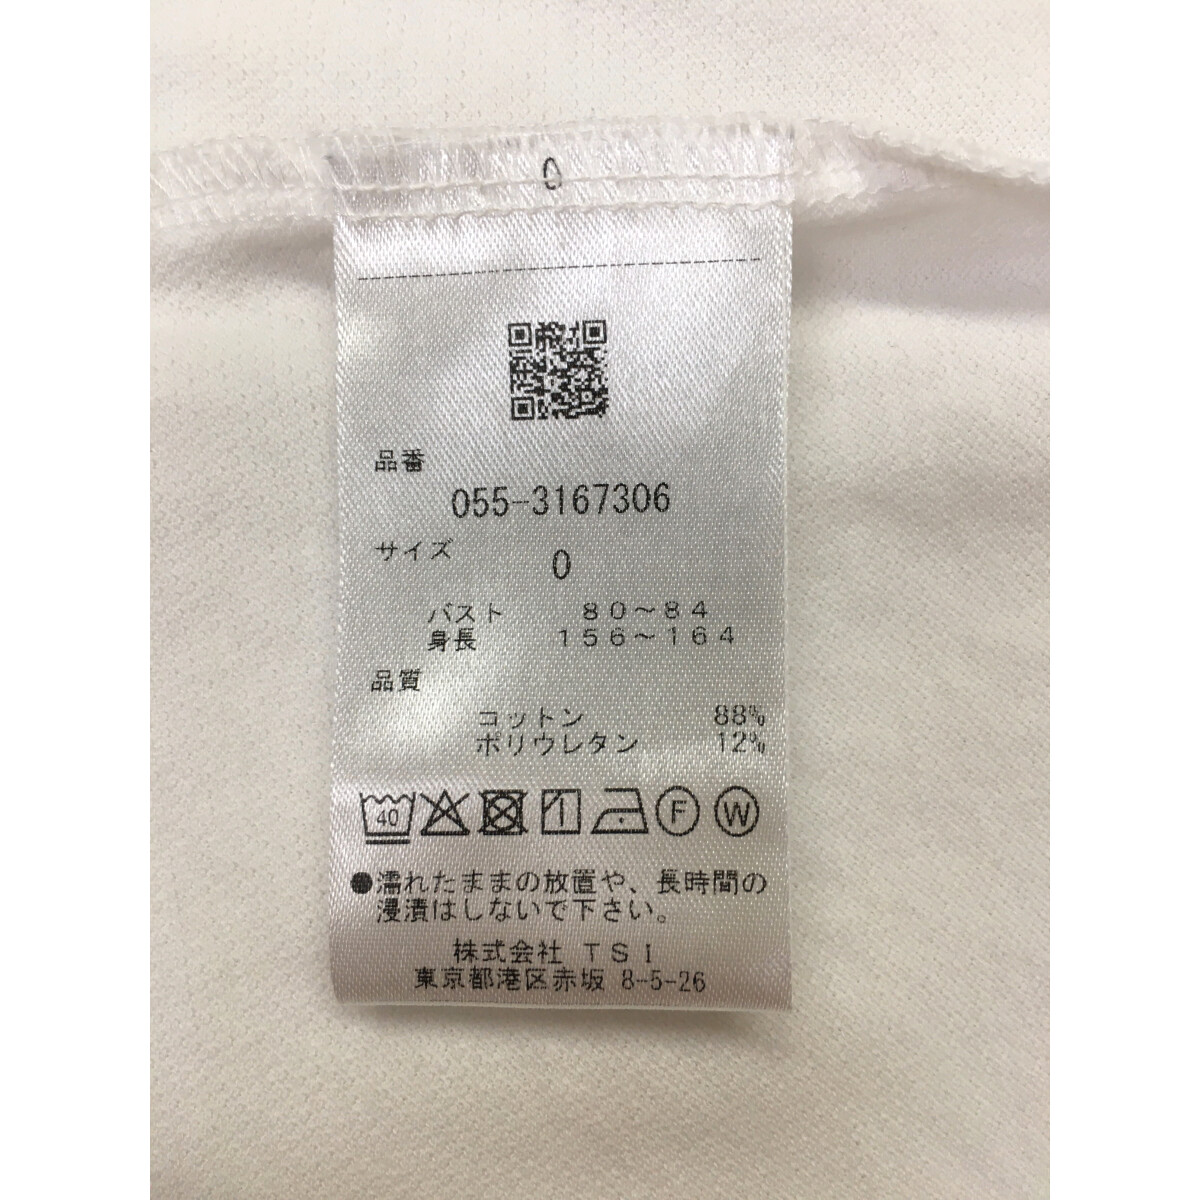 0
品番
055-3167306
サイズ
0
バスト 80～84
身長 156～164
品質
コットン 88%
ポリウレタン 12%
40 F W
●濡れたままの放置や、長時間の
浸漬はしないで下さい。
株式会社 TSI
東京都港区赤坂 8-5-26